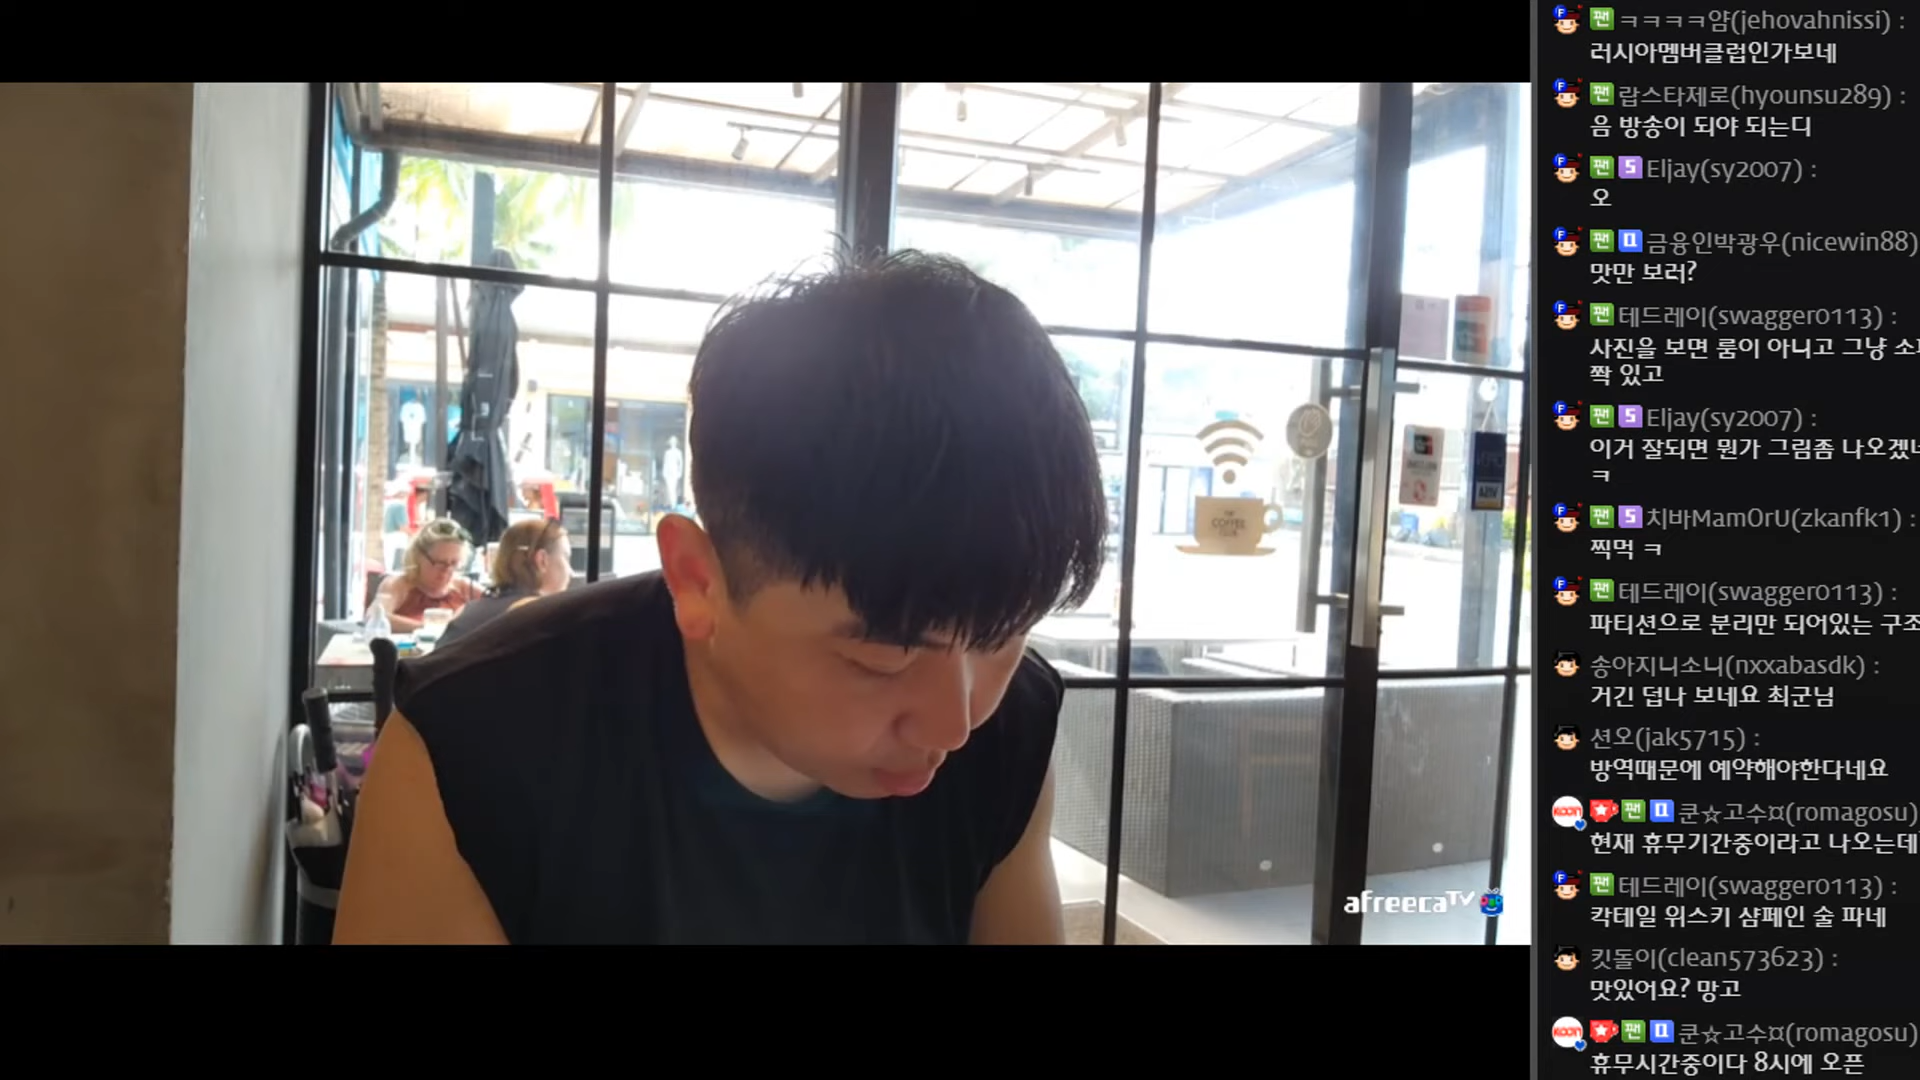 ㅋㅋㅋㅋ얌(jehovahnissi) :
러시아멤버클럽인가보네
랍스타제로(hyounsu289) :
음 방송이 되야 되는디
Eljay(sy2007) :
오
금융인박광우(nicewin88)
맛만 보러?
테드레이(swagger0113) :
사진을 보면 룸이 아니고 그냥
쫙 있고
Eljay(sy2007) :
이거 잘되면 뭔가 그림좀
ㅋ
치바MamOrU(zkanfk1) :
찍먹 ㅋ
테드레이(swagger0113) :
파티션으로 분리만 되어있는 구조
송아지니소니(nxxabasdk) :
거긴 덥나 보네요 최군님
션오(jak5715) :
방역때문에 예약해야한다네요
쿤☆고수¤(romagosu)
현재 휴무기간중이라고 나오는데
테드레이(swagger0113) :
칵테일 위스키 샴페인 술 파네
킷돌이(clean573623) :
맛있어요? 망고
쿤☆고수¤(romagosu)
휴무시간중이다 8시에 오픈
THE
COFFEE
CLUB
VISA
afreecaTV